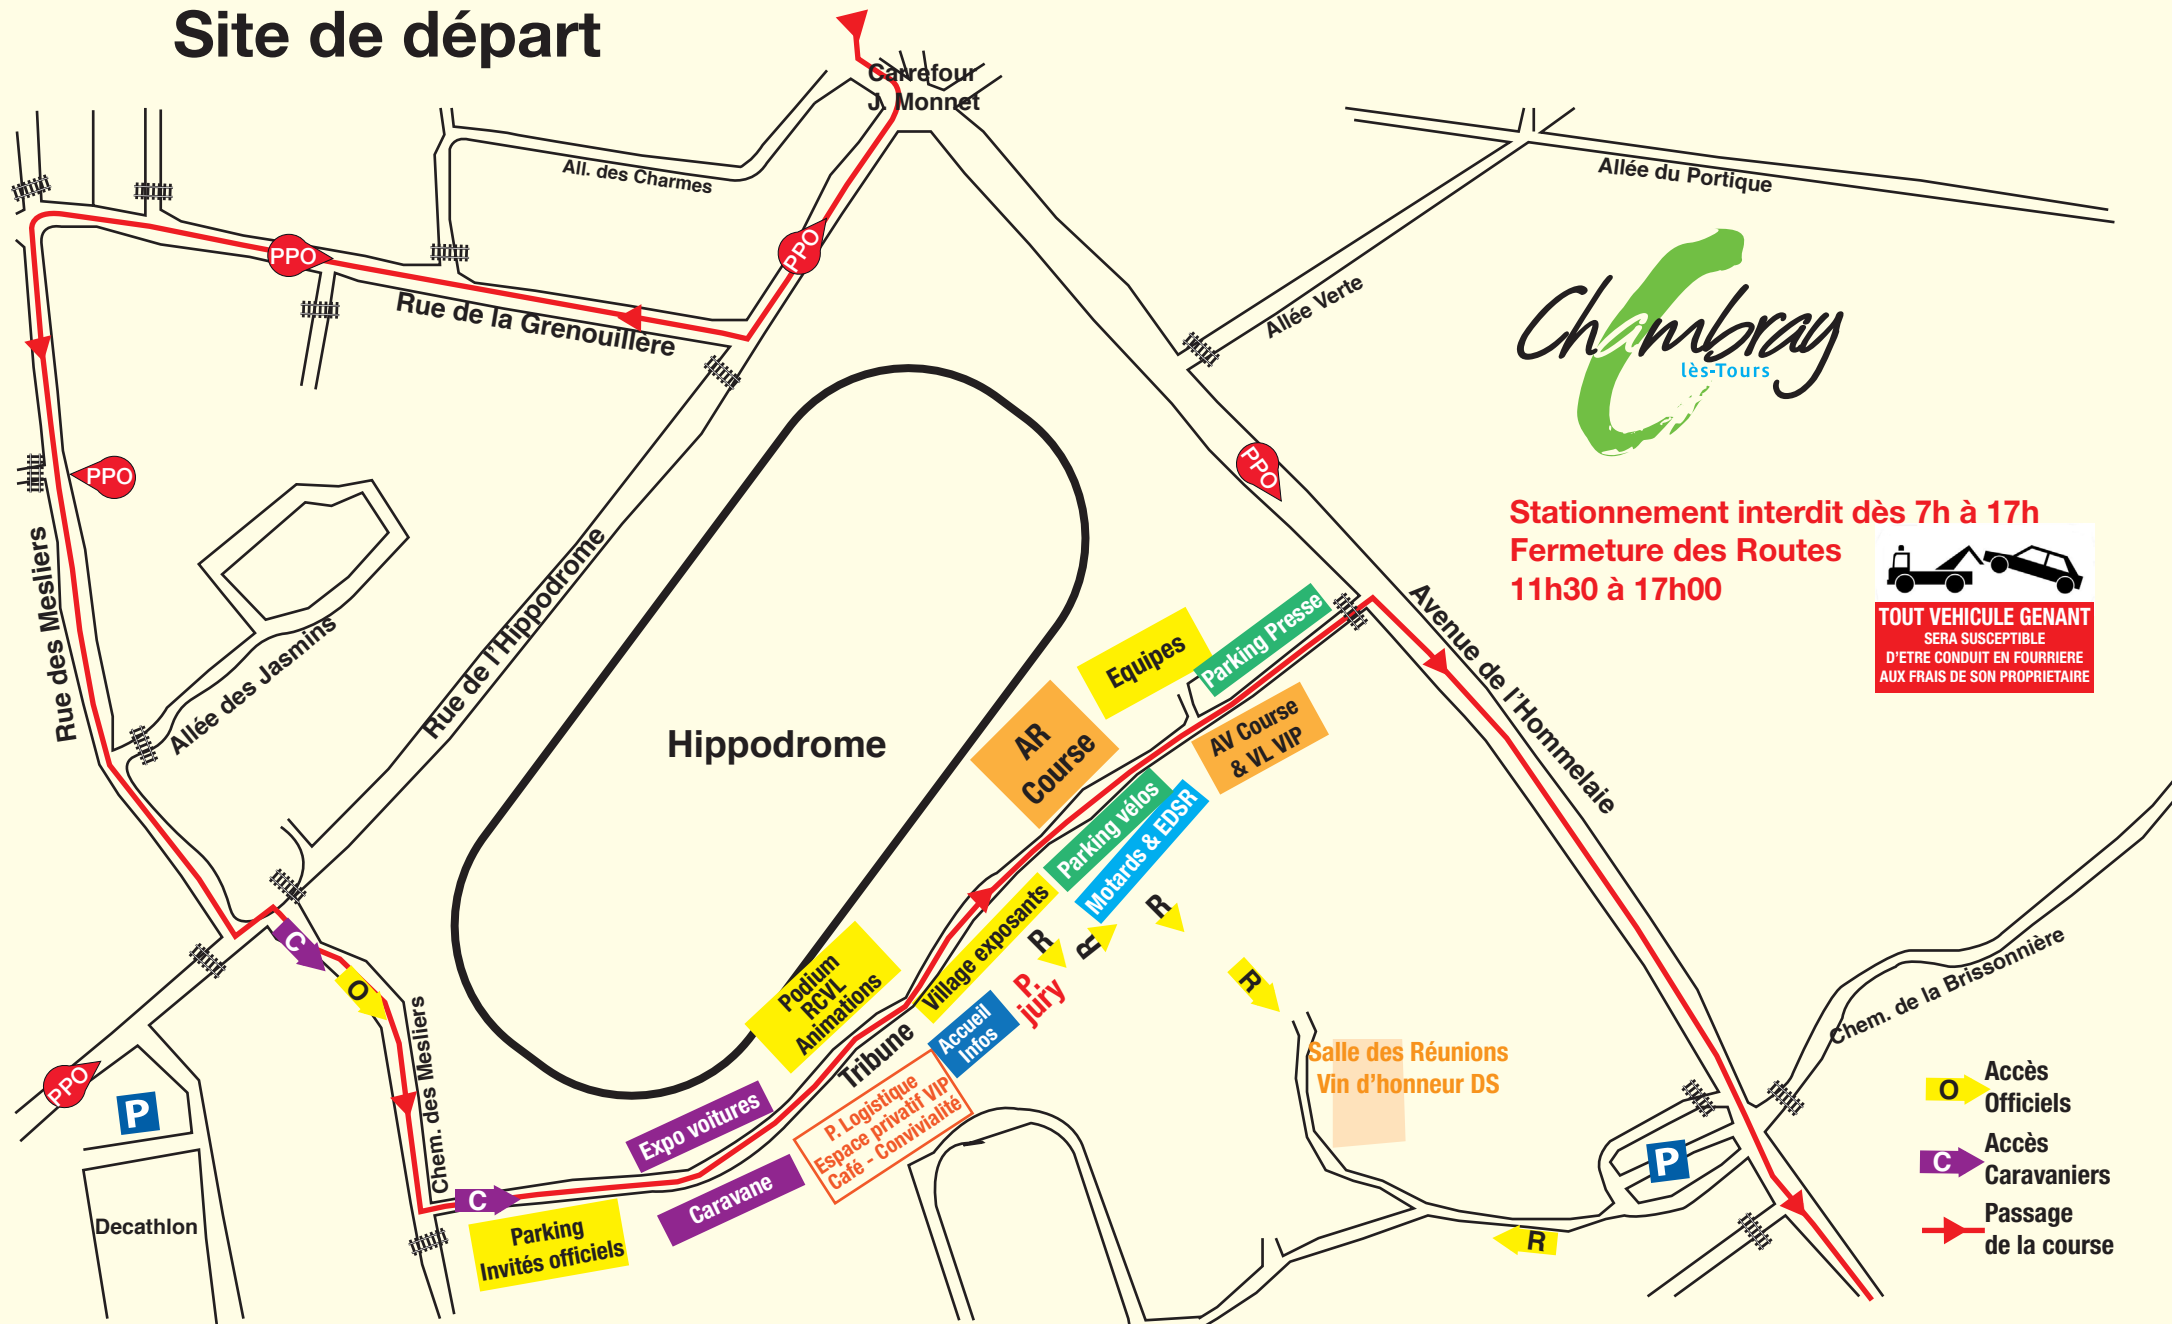 Site de départ
Carrefour
J. Monnet
All. des Charmes
Allée du Portique
PPO
PPO
Rue de la Grenouillère
Allée Verte
Chambray
lès-Tours
PPO
PPO
Stationnement interdit dès 7h à 17h
Fermeture des Routes
11h30 à 17h00
TOUT VEHICULE GENANT
SERA SUSCEPTIBLE
D'ETRE CONDUIT EN FOURRIERE
AUX FRAIS DE SON PROPRIETAIRE
Rue des Mesliers
Allée des Jasmins
Rue de l'Hippodrome
Hippodrome
Equipes
Parking Presse
Avenue de l'Hommelaie
AR
Course
AV Course
& VL VIP
Parking vélos
Motards & EDSR
Village exposants
R
R
R
R
P.
jury
Podium
RCVL
Animations
Accueil
Infos
Tribune
C
O
Chem. des Mesliers
PPO
P
Decathlon
Expo voitures
P. Logistique
Espace privatif VIP
Café - Convivialité
C
Caravane
Parking
Invités officiels
Salle des Réunions
Vin d'honneur DS
Chem. de la Brissonnière
P
R
O
Accès
Officiels
C
Accès
Caravaniers
Passage
de la course